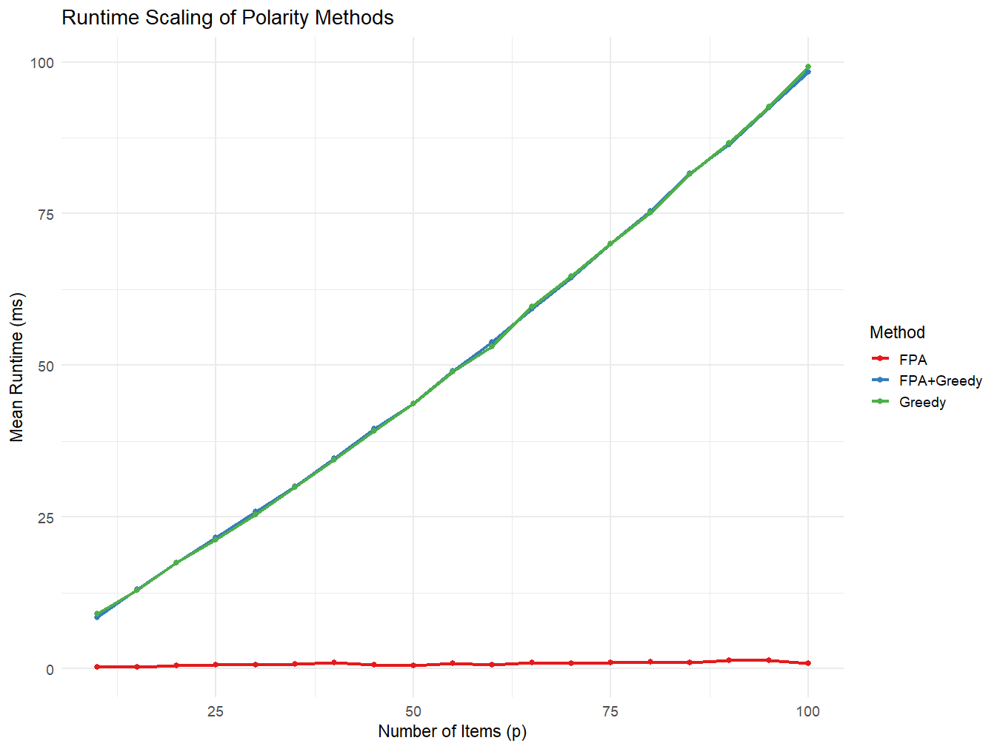 Runtime Scaling of Polarity Methods
Mean Runtime (ms)
100
75
50
25
0
25 50 75 100
Number of Items (p)
Method
FPA
FPA+Greedy
Greedy